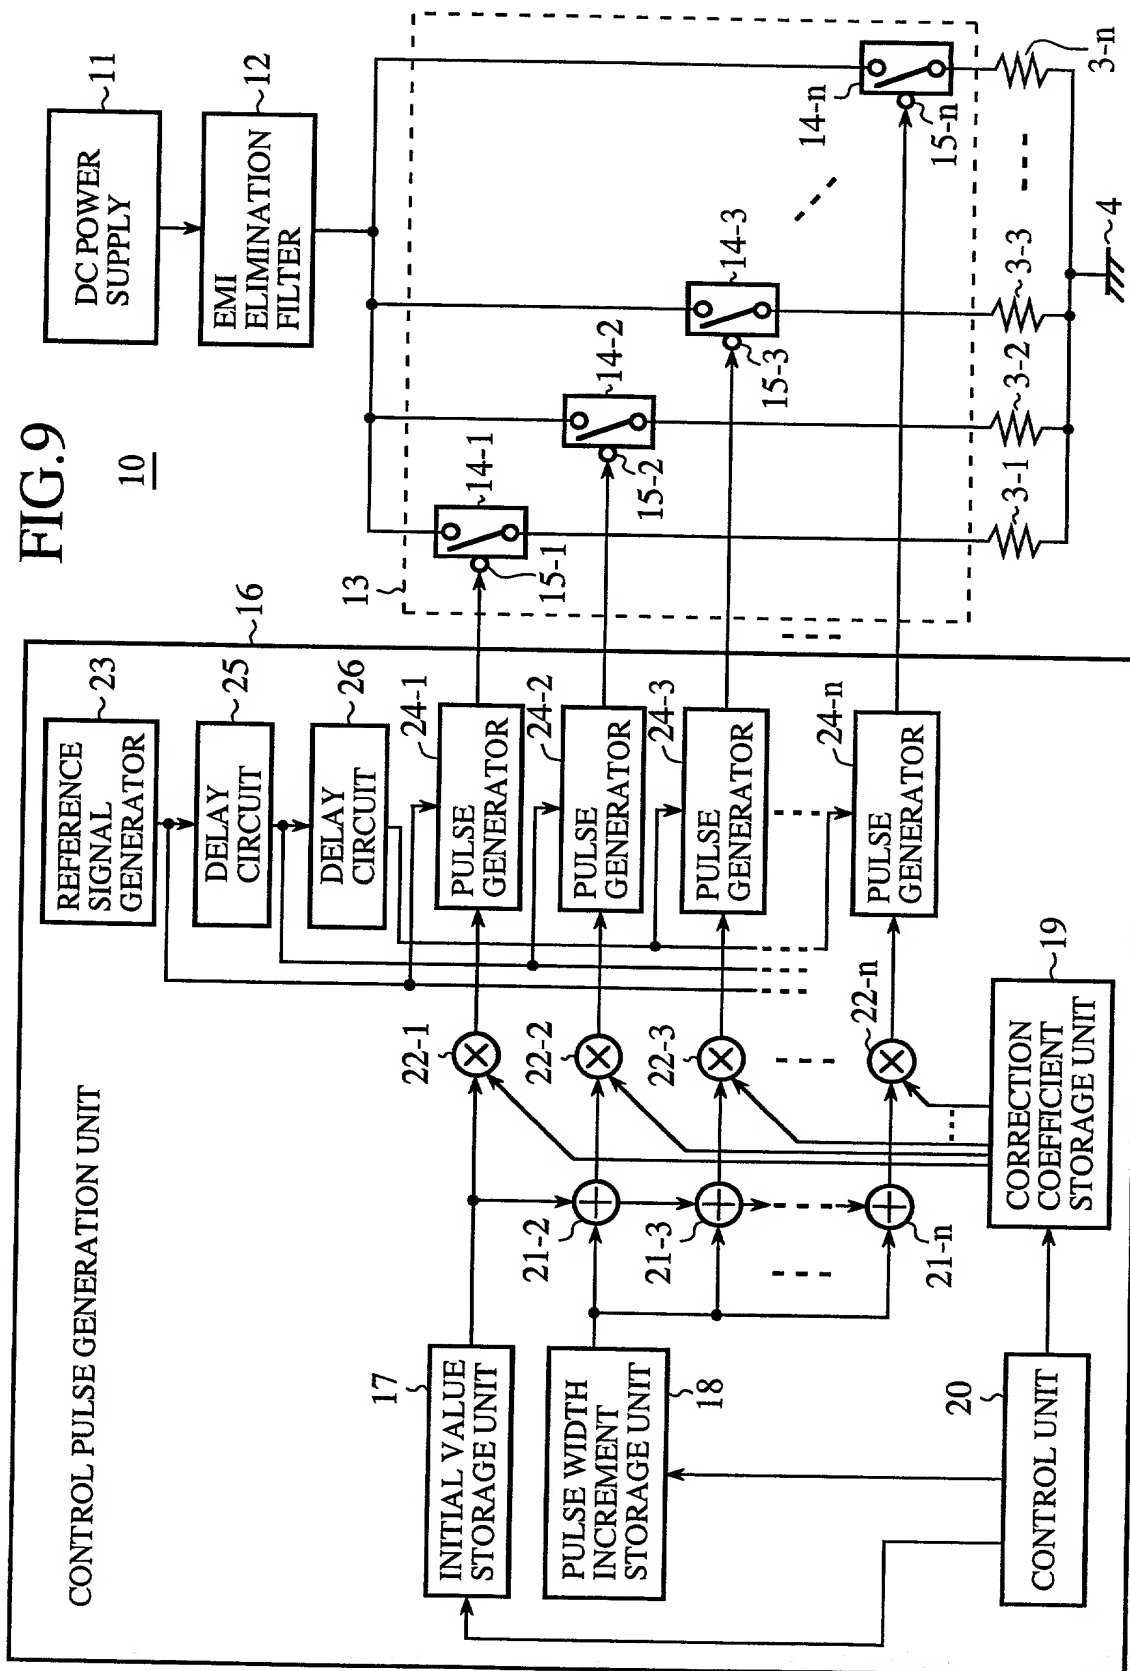 FIG.9
10
CONTROL PULSE GENERATION UNIT
16
REFERENCE
SIGNAL
GENERATOR
23
DELAY
CIRCUIT
25
DELAY
CIRCUIT
26
INITIAL VALUE
STORAGE UNIT
17
PULSE WIDTH
INCREMENT
STORAGE UNIT
18
CONTROL UNIT
20
CORRECTION
COEFFICIENT
STORAGE UNIT
19
21-2
21-3
21-n
22-1
22-2
22-3
22-n
PULSE
GENERATOR
24-1
PULSE
GENERATOR
24-2
PULSE
GENERATOR
24-3
PULSE
GENERATOR
24-n
DC POWER
SUPPLY
11
EMI
ELIMINATION
FILTER
12
13
14-1
15-1
14-2
15-2
14-3
15-3
14-n
15-n
3-1
3-2
3-3
3-n
4